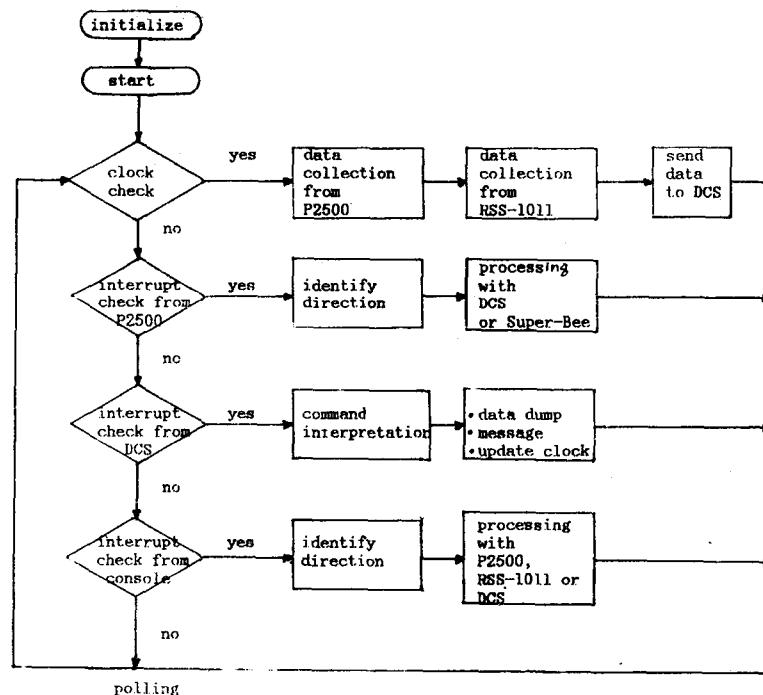 initialize
start
clock
check
yes
data
collection
from
P2500
data
collection
from
RSS-1011
send
data
to DCS
no
interrupt
check from
P2500
yes
identify
direction
processing
with
DCS
or Super-Bee
no
interrupt
check from
DCS
yes
command
interpretation
• data dump
• message
• update clock
no
interrupt
check from
console
yes
identify
direction
processing
with
P2500,
RSS-1011 or
DCS
no
polling